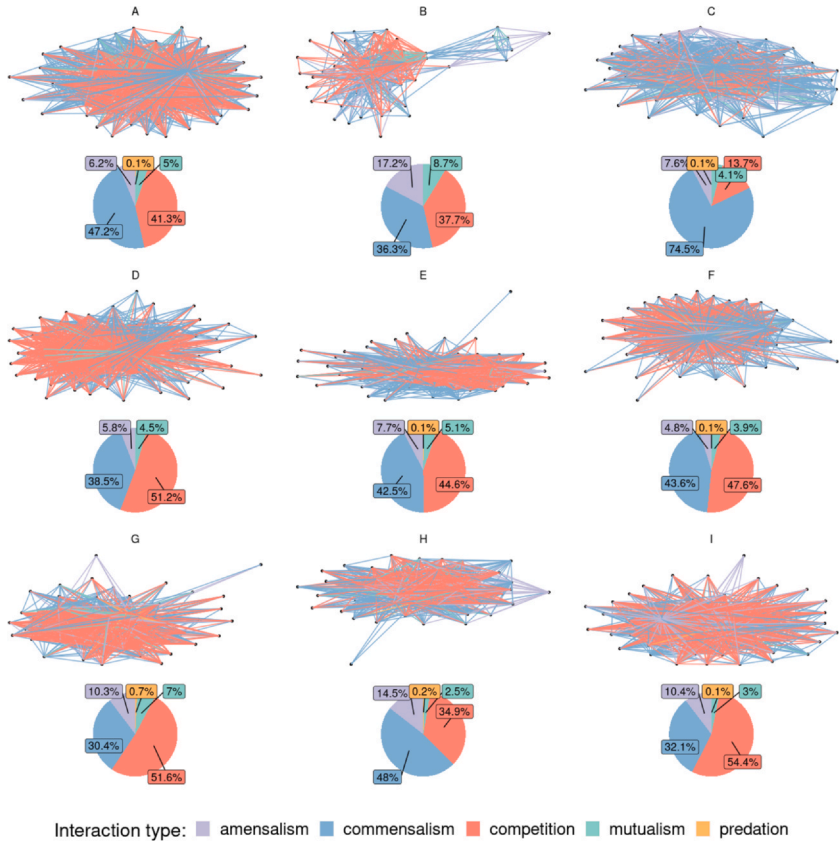 A B C
6.2% 0.1% 5%
41.3%
47.2%
17.2% 8.7%
37.7%
36.3%
7.6% 0.1% 13.7%
4.1%
74.5%
D E F
5.8% 4.5%
38.5%
51.2%
7.7% 0.1% 5.1%
42.5% 44.6%
4.8% 0.1% 3.9%
43.6% 47.6%
G H I
10.3% 0.7% 7%
30.4%
51.6%
14.5% 0.2% 2.5%
34.9%
48%
10.4% 0.1% 3%
32.1%
54.4%
Interaction type: amensalism commensalism competition mutualism predation